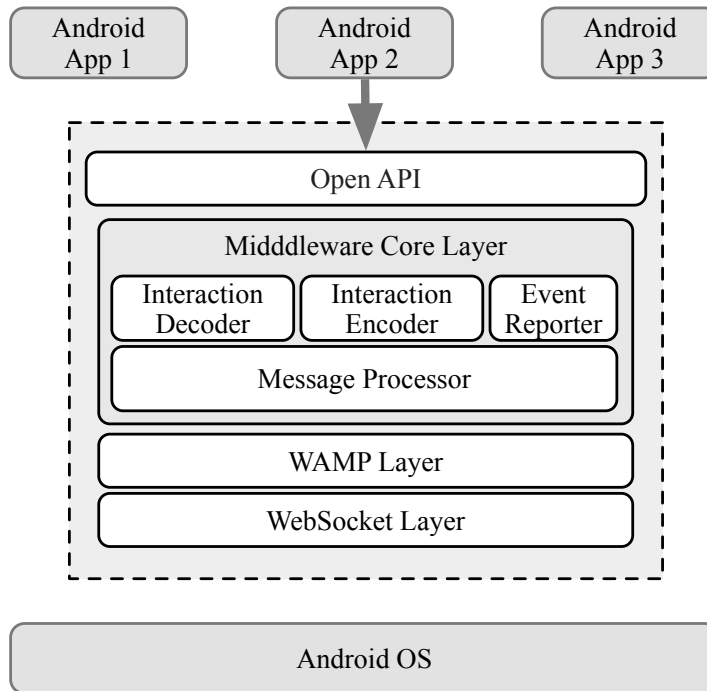 Android
App 1
Android
App 2
Android
App 3
Open API
Midddleware Core Layer
Interaction
Decoder
Interaction
Encoder
Event
Reporter
Message Processor
WAMP Layer
WebSocket Layer
Android OS